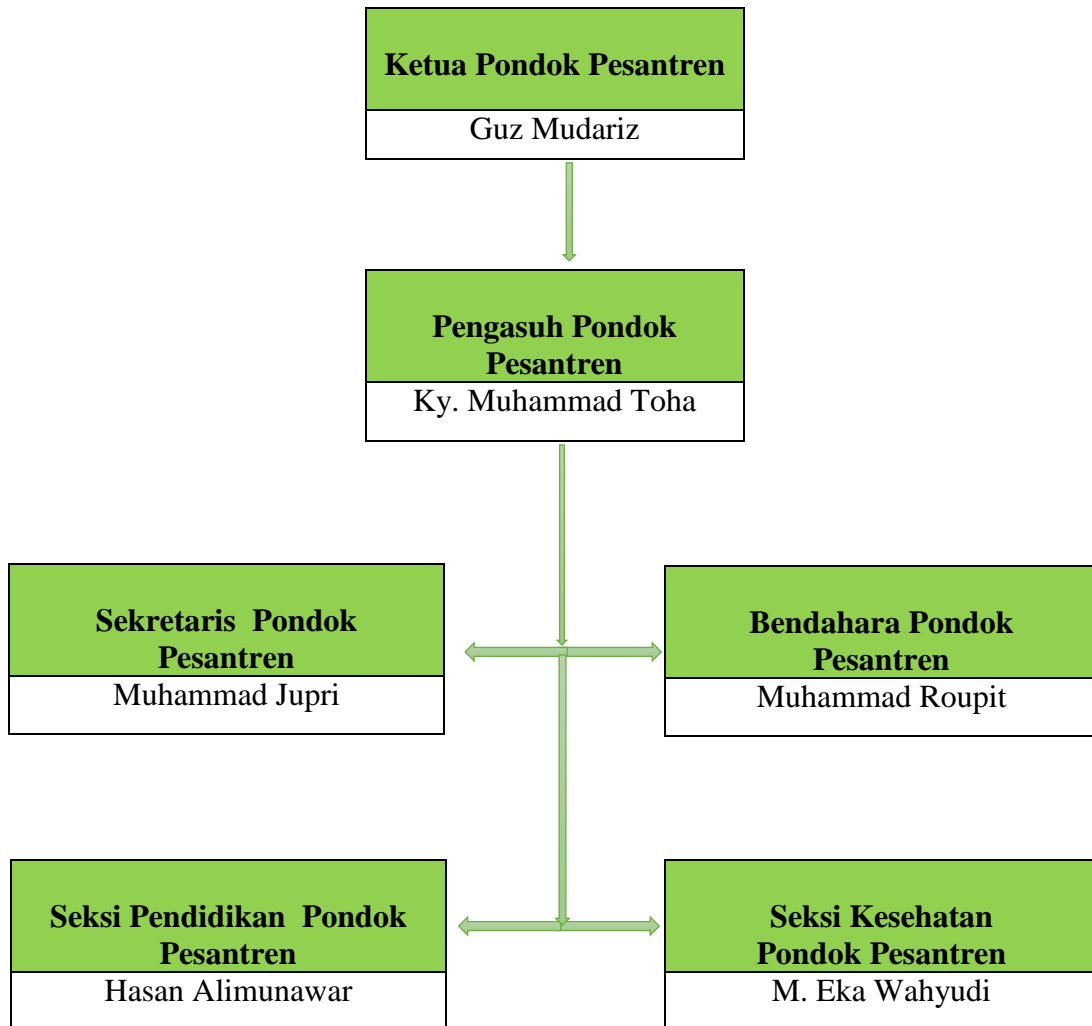 Ketua Pondok Pesantren
Guz Mudariz
Pengasuh Pondok
Pesantren
Ky. Muhammad Toha
Sekretaris  Pondok
Pesantren
Muhammad Jupri
Bendahara Pondok
Pesantren
Muhammad Roupit
Seksi Pendidikan  Pondok
Pesantren
Hasan Alimunawar
Seksi Kesehatan
Pondok Pesantren
M. Eka Wahyudi